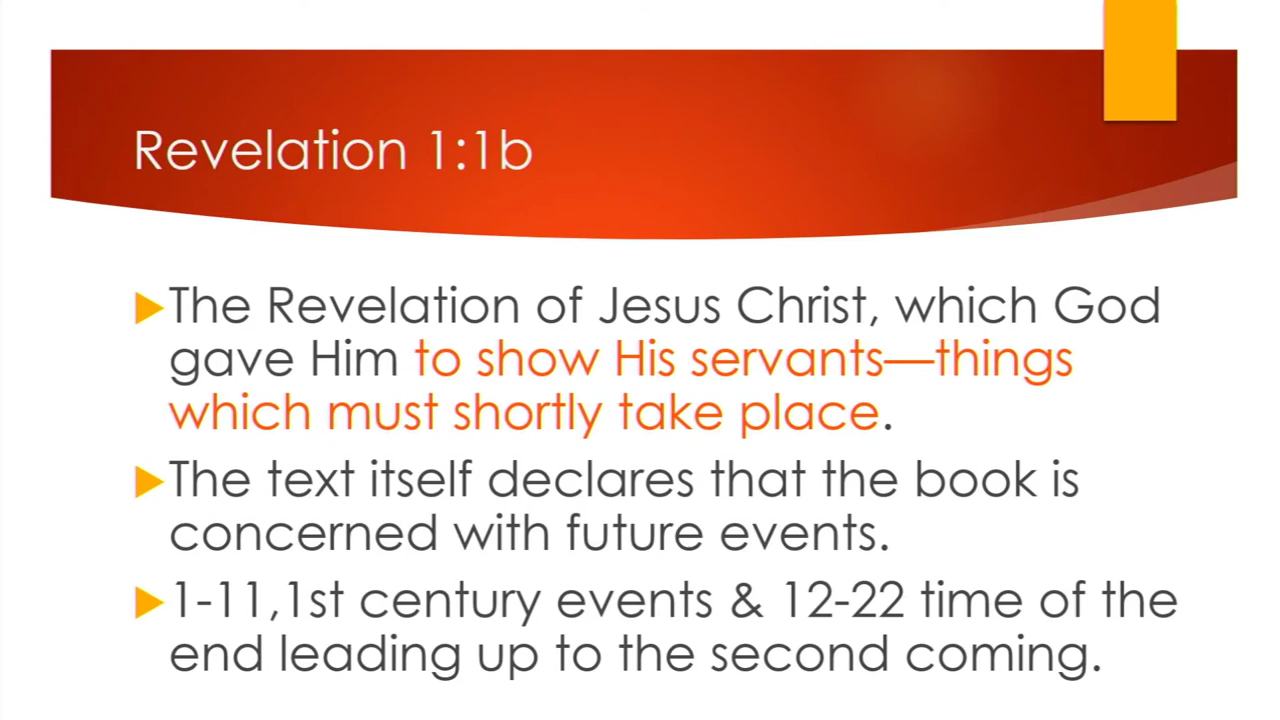 Revelation 1:1b
The Revelation of Jesus Christ, which God
gave Him to show His servants—things
which must shortly take place.
The text itself declares that the book is
concerned with future events.
1-11,1st century events & 12-22 time of the
end leading up to the second coming.